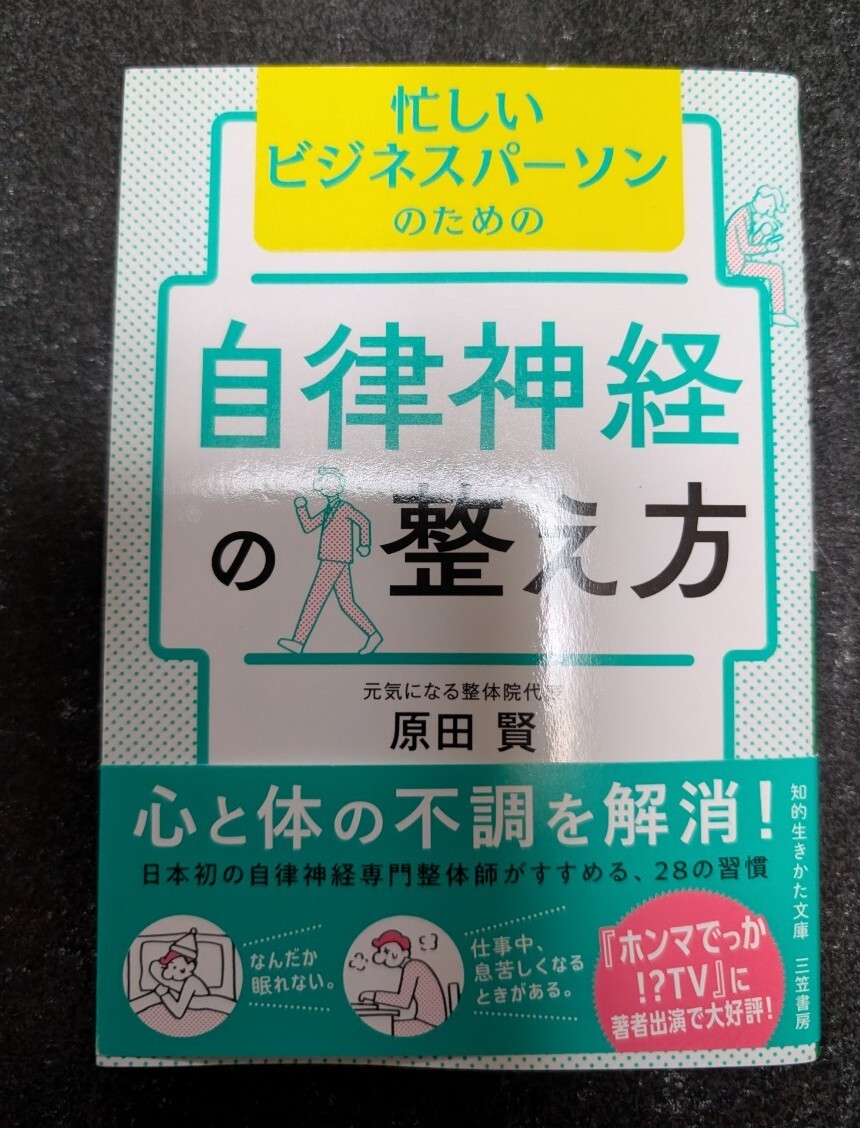 忙しい
ビジネスパーソン
のための
自律神経
の整え方
元気になる整体院代
原田 賢
心と体の不調を解消!
日本初の自律神経専門整体師がすすめる、28の習慣
なんだか
眠れない。
仕事中、
息苦しくなる
ときがある。
『ホンマでっか
!?TV』に
著者出演で大好評!
知的生きかた文庫 三笠書房